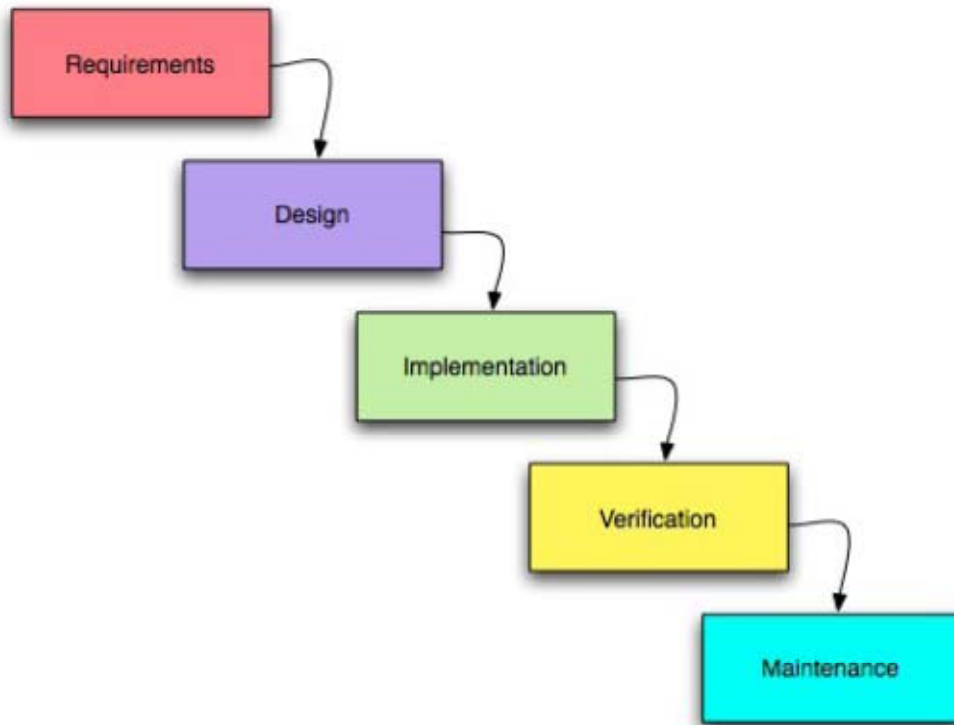 Requirements
Design
Implementation
Verification
Maintenance